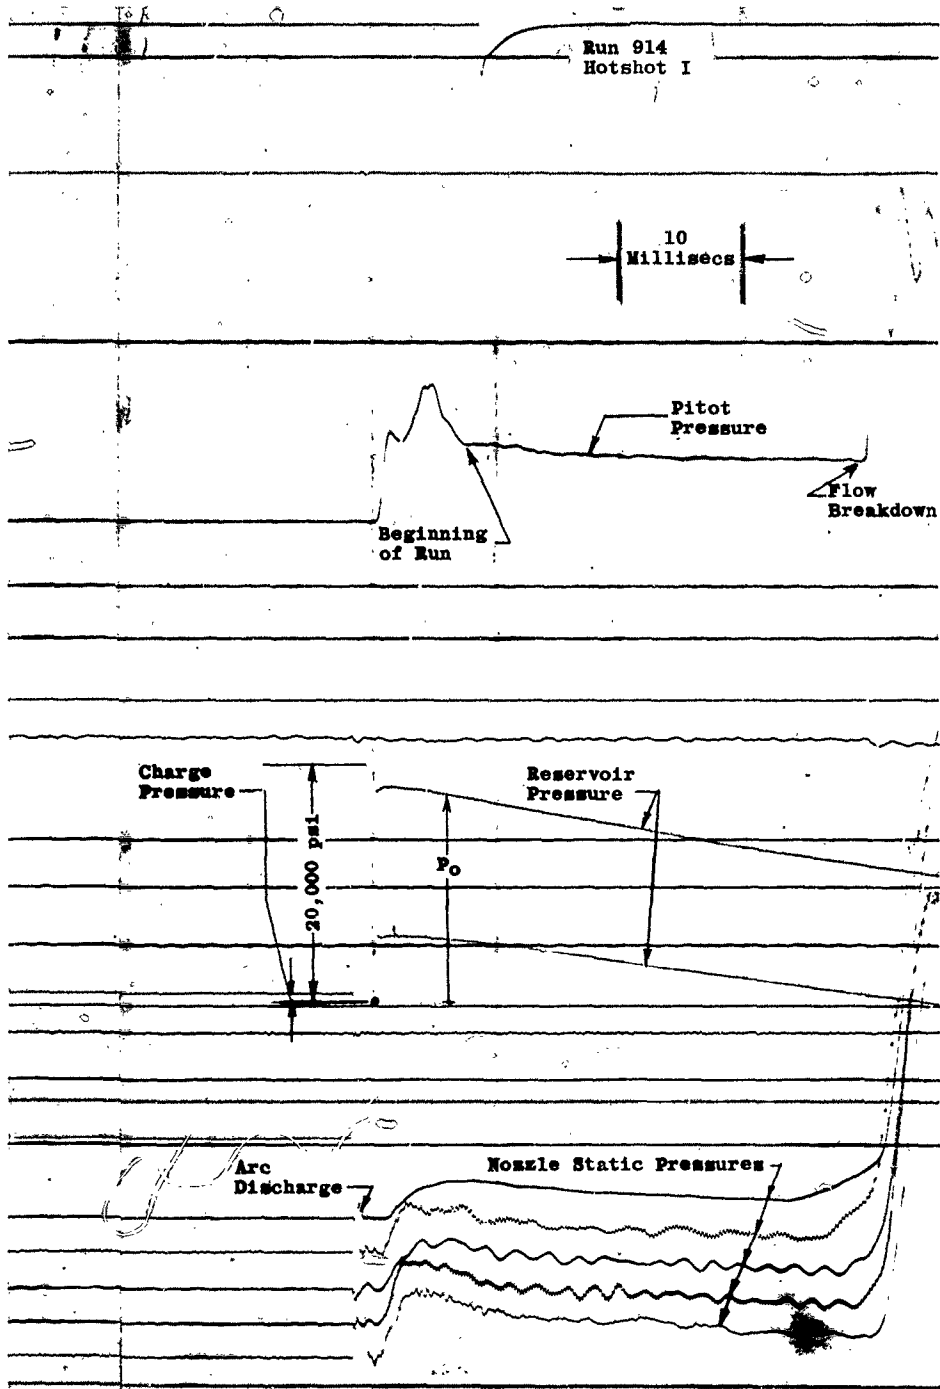 Run 914
Hotshot I
10
Millisecs
Pitot
Pressure
Flow
Breakdown
Beginning
of Run
Charge
Pressure
Reservoir
Pressure
20,000 psi
Po
Nozzle Static Pressures
Arc
Discharge